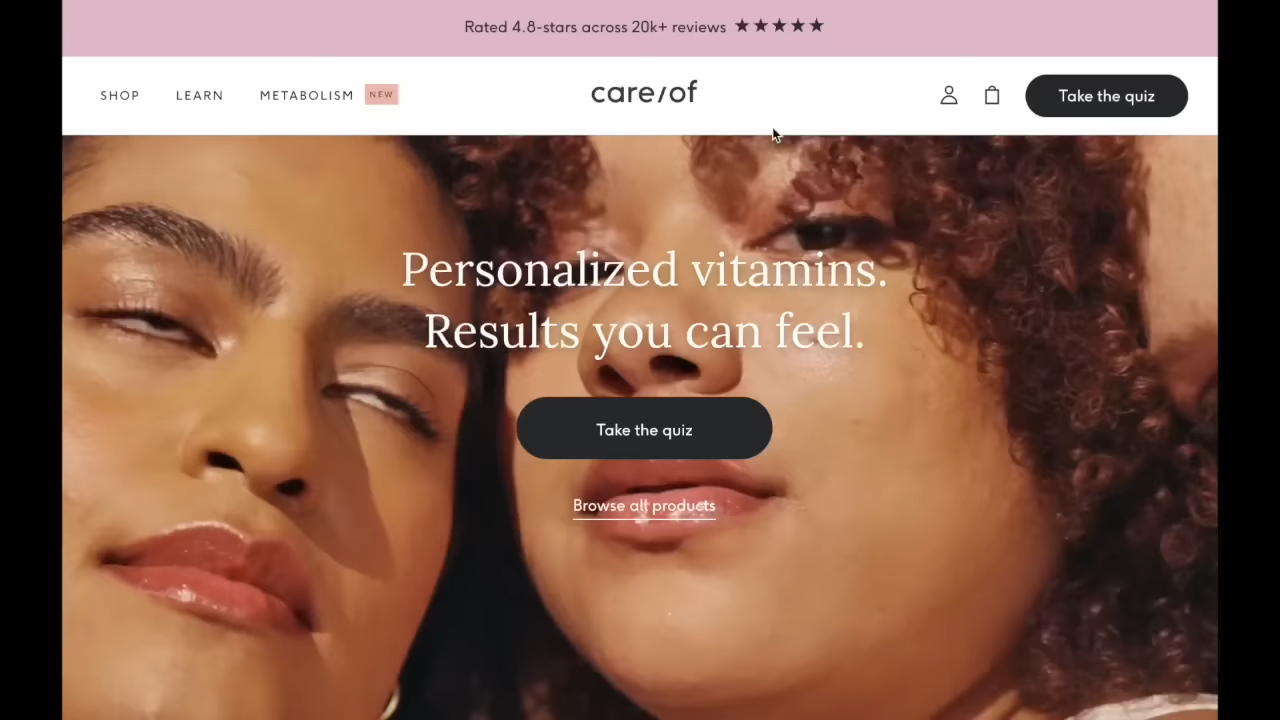 Rated 4.8-stars across 20k+ reviews ★★★★★
SHOP LEARN METABOLISM NEW care/of Take the quiz
Personalized vitamins.
Results you can feel.
Take the quiz
Browse all products